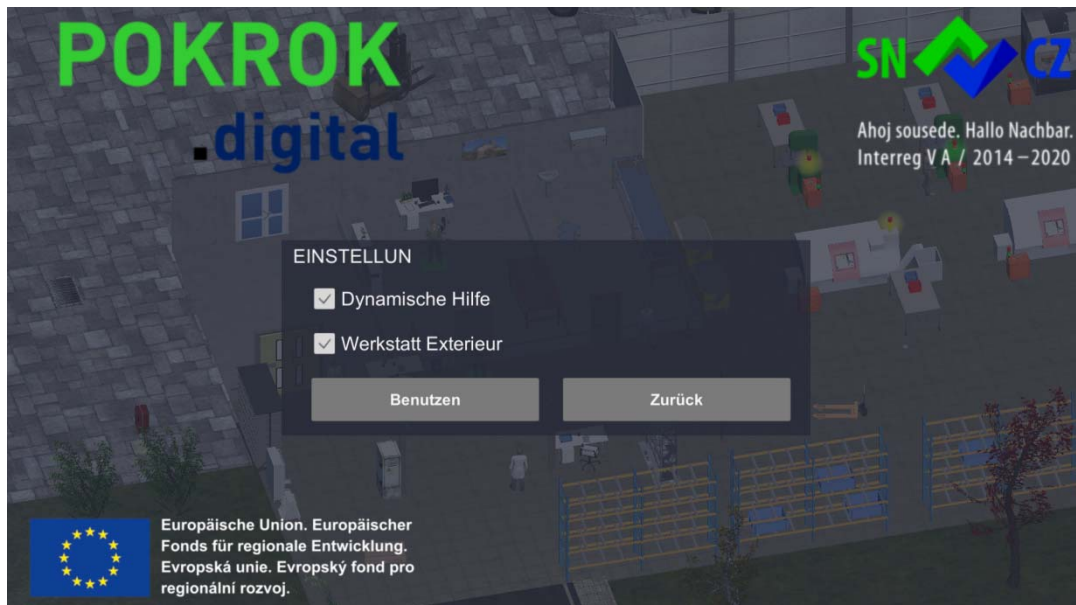 POKROK
.digital
SN CZ
Ahoj sousede. Hallo Nachbar.
Interreg V A / 2014 – 2020
EINSTELLUN
Dynamische Hilfe
Werkstatt Exterieur
Benutzen
Zurück
Europäische Union. Europäischer
Fonds für regionale Entwicklung.
Evropská unie. Evropský fond pro
regionální rozvoj.